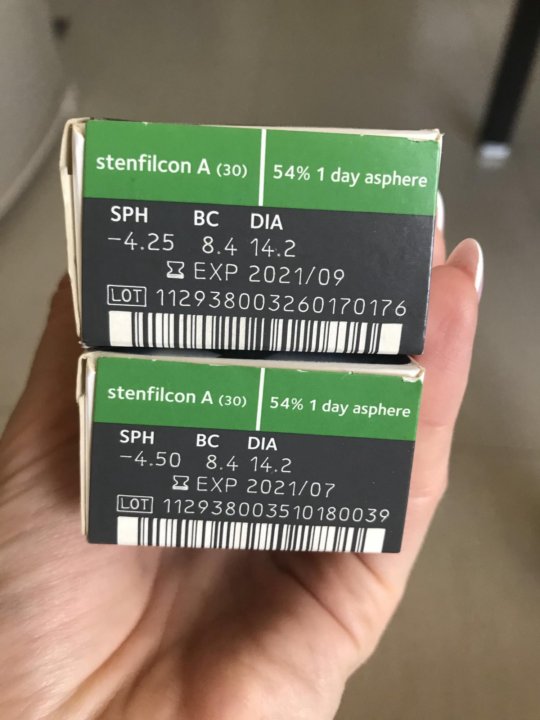 stenfilcon A (30) 54% 1 day asphere
SPH BC DIA
-4.25 8.4 14.2
EXP 2021/09
LOT 112938003260170176
stenfilcon A (30) 54% 1 day asphere
SPH BC DIA
-4.50 8.4 14.2
EXP 2021/07
LOT 112938003510180039